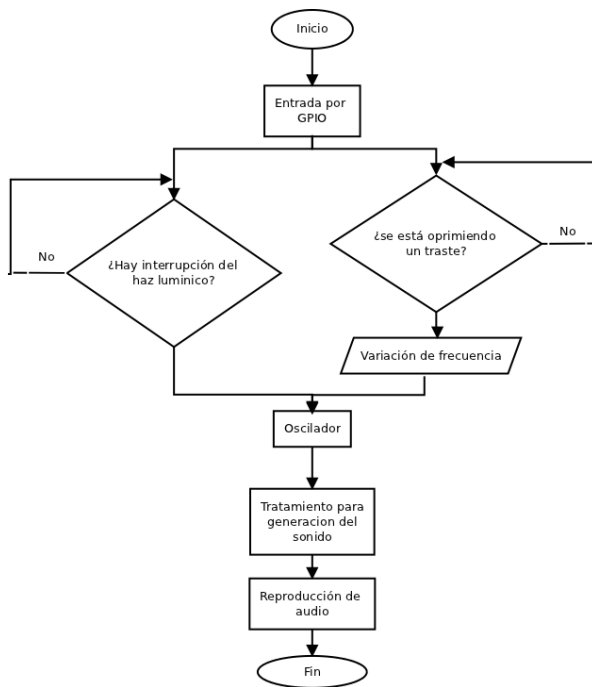 Inicio
Entrada por
GPIO
¿Hay interrupción del
haz luminico?
No
¿se está oprimiendo
un traste?
No
Variación de frecuencia
Oscilador
Tratamiento para
generacion del
sonido
Reproducción de
audio
Fin